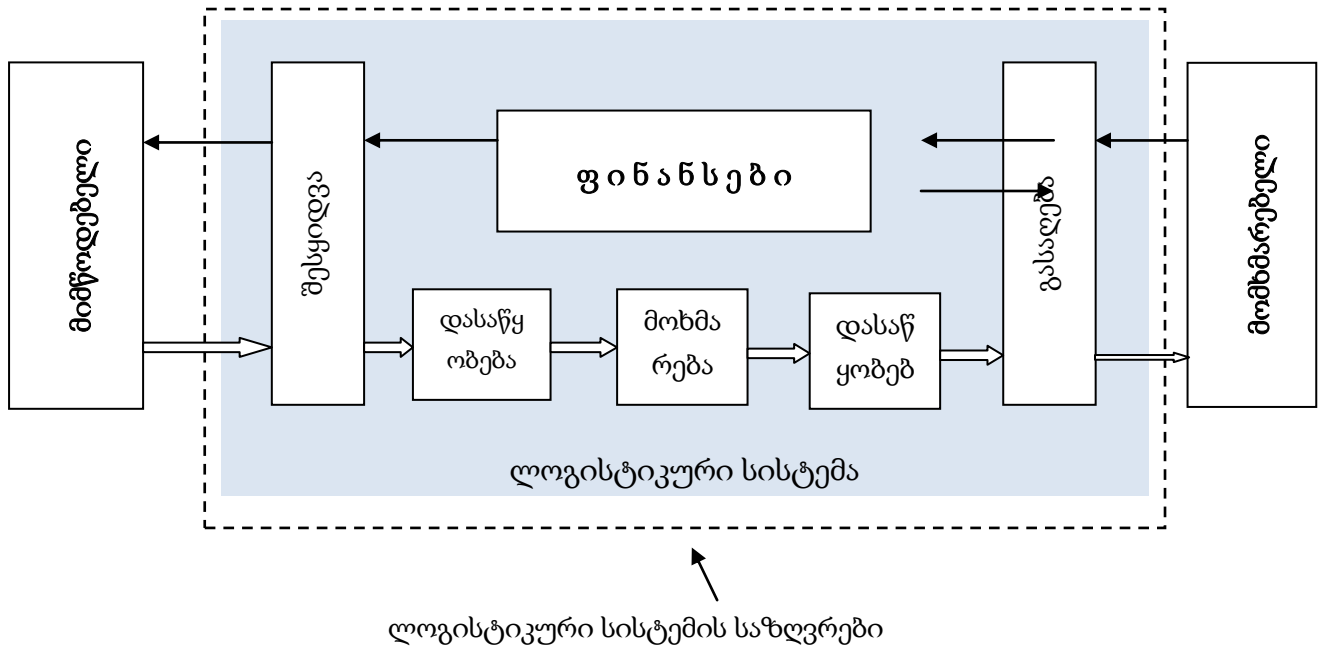 მიმწოდებელი
შესყიდვა
ფინანსები
გასაღება
მომხმარებელი
დასაწყ
ობება
მოხმა
რება
დასაწ
ყობებ
ლოგისტიკური სისტემა
ლოგისტიკური სისტემის საზღვრები